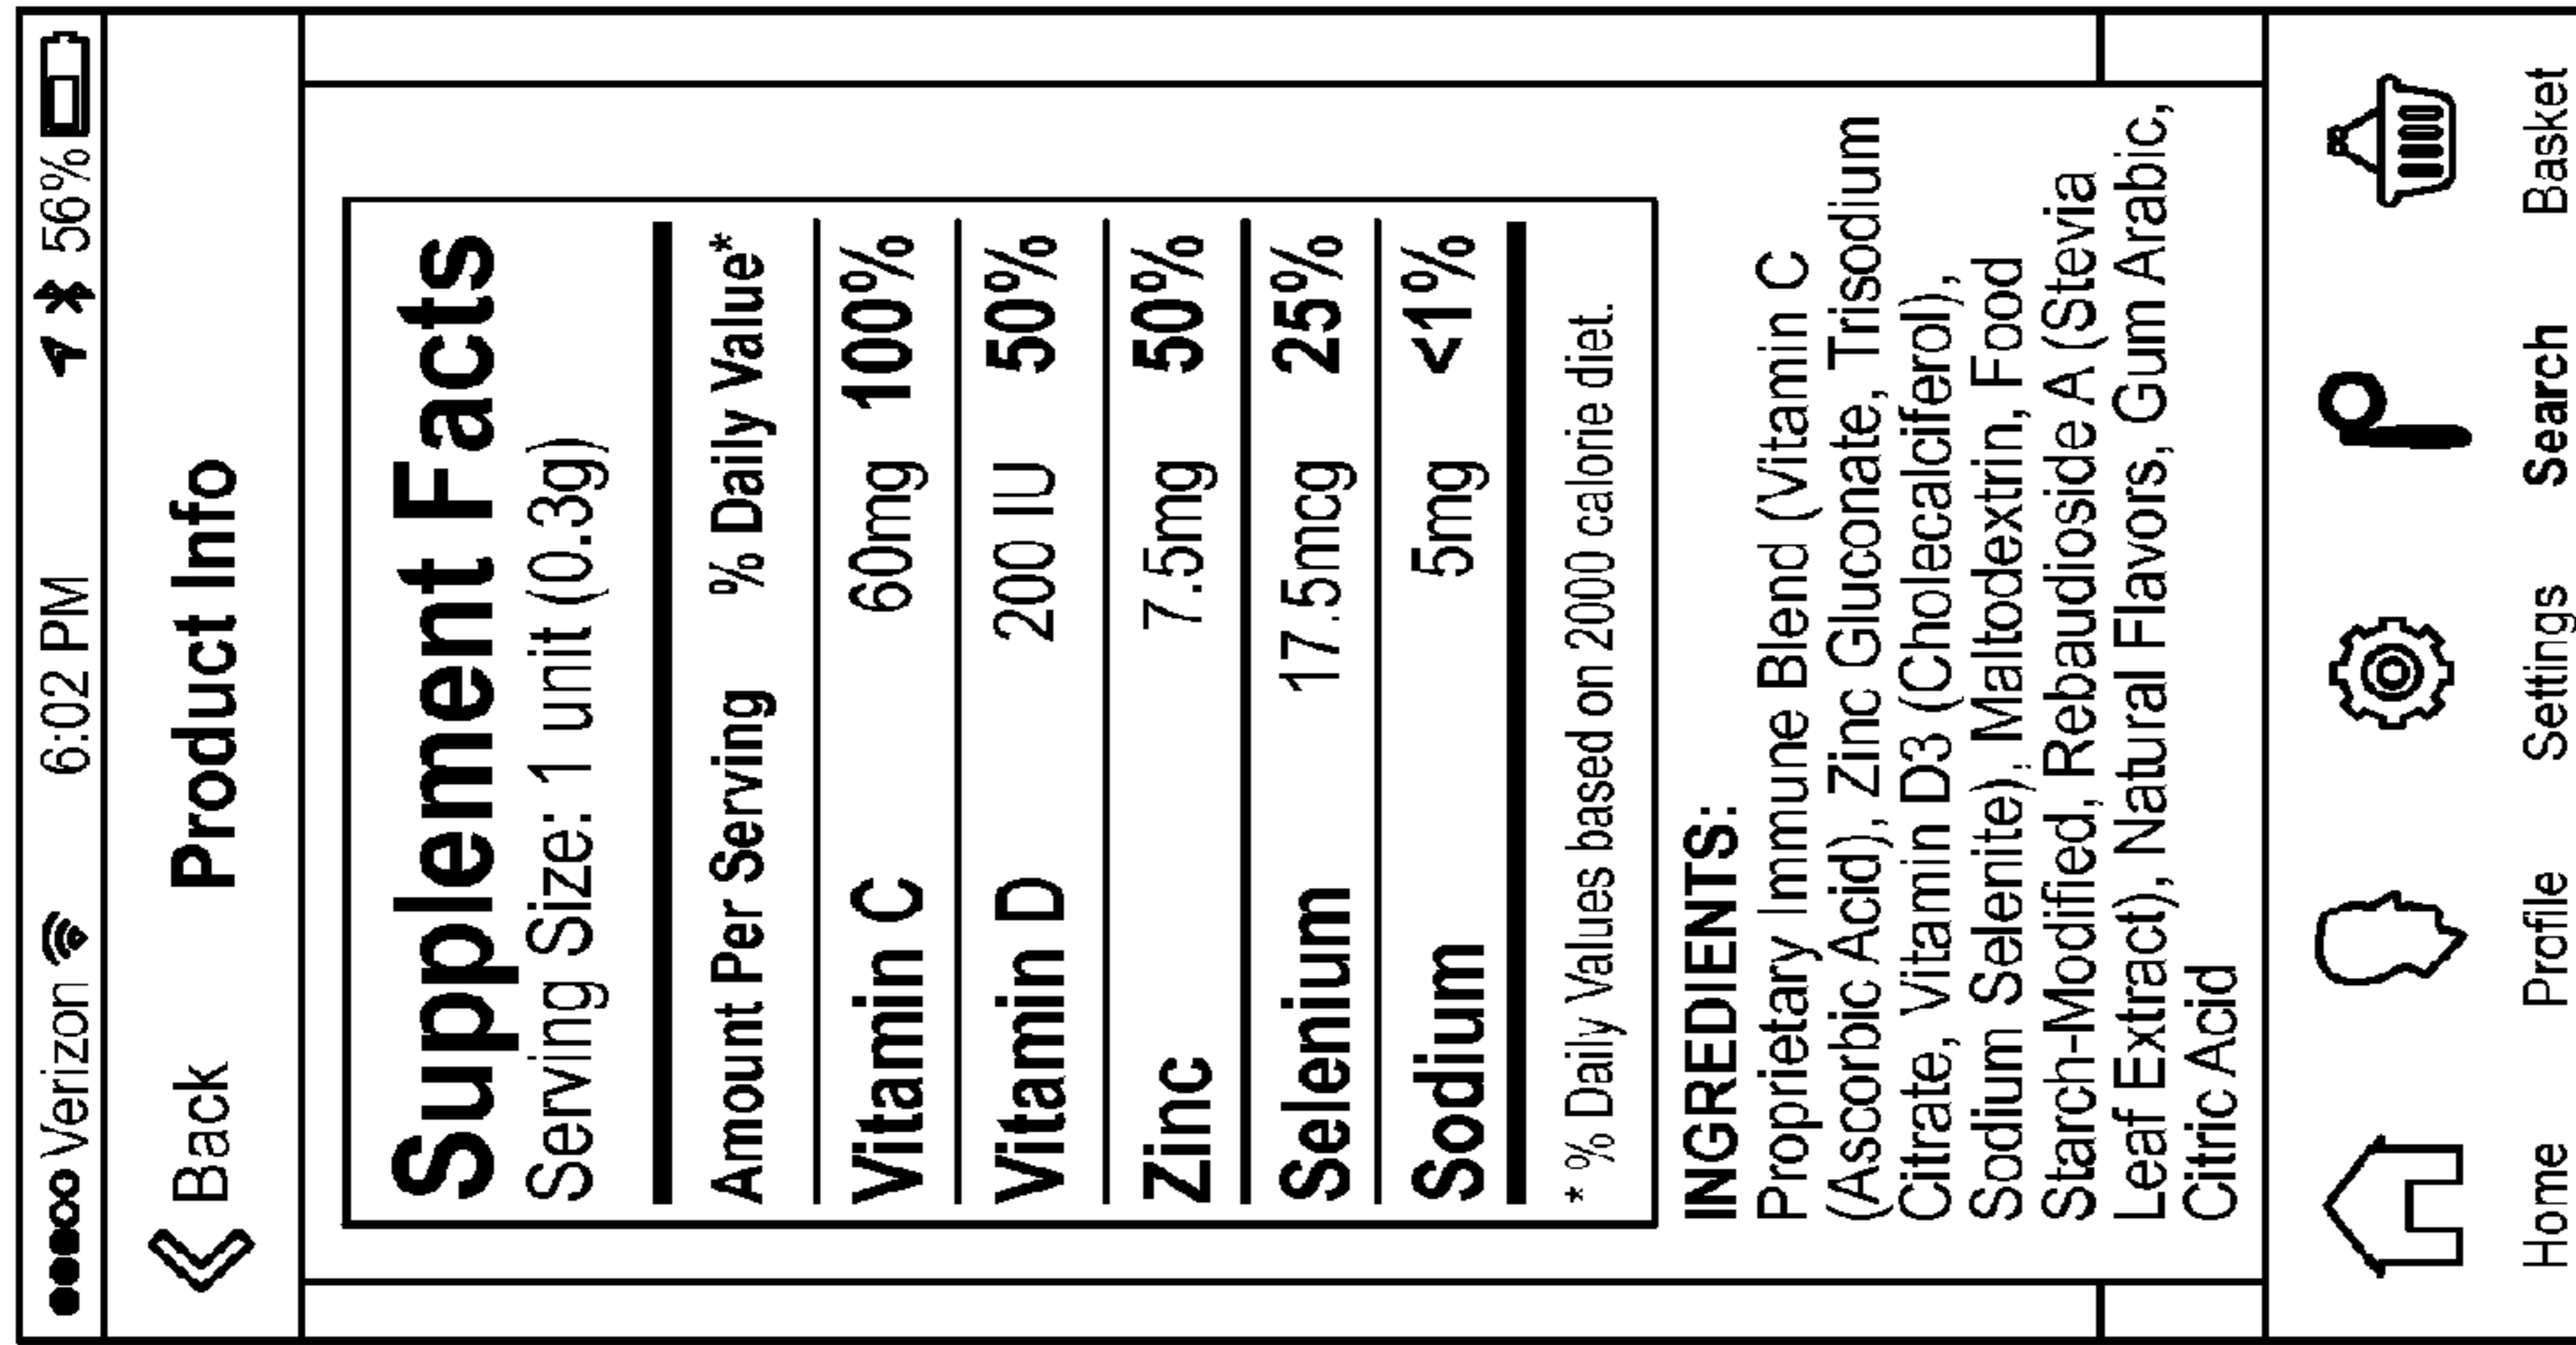 Verizon 6:02 PM 56%
Back Product Info
Supplement Facts
Serving Size: 1 unit (0.3g)
Amount Per Serving % Daily Value*
Vitamin C 60mg 100%
Vitamin D 200 IU 50%
Zinc 7.5mg 50%
Selenium 17.5mcg 25%
Sodium 5mg <1%
* % Daily Values based on 2000 calorie diet.
INGREDIENTS:
Proprietary Immune Blend (Vitamin C
(Ascorbic Acid), Zinc Gluconate, Trisodium
Citrate, Vitamin D3 (Cholecalciferol),
Sodium Selenite), Maltodextrin, Food
Starch-Modified, Rebaudioside A (Stevia
Leaf Extract), Natural Flavors, Gum Arabic,
Citric Acid
Home Profile Settings Search Basket